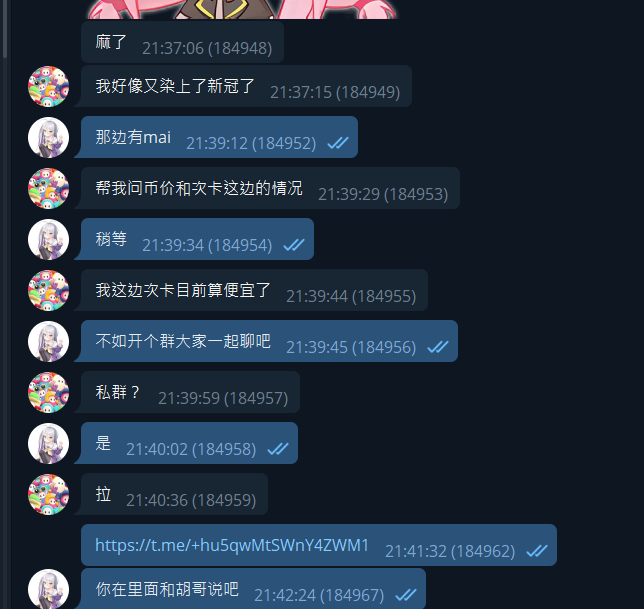 麻了 21:37:06 (184948)
我好像又染上了新冠了 21:37:15 (184949)
那边有mai 21:39:12 (184952)
帮我问币价和次卡这边的情况 21:39:29 (184953)
稍等 21:39:34 (184954)
我这边次卡目前算便宜了 21:39:44 (184955)
不如开个群大家一起聊吧 21:39:45 (184956)
私群？ 21:39:59 (184957)
是 21:40:02 (184958)
拉 21:40:36 (184959)
https://t.me/+hu5qwMtSWnY4ZWM1 21:41:32 (184962)
你在里面和胡哥说吧 21:42:24 (184967)